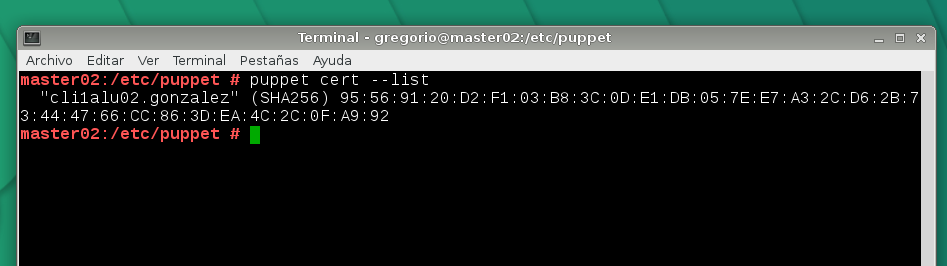 Terminal - gregorio@master02:/etc/puppet
Archivo Editar Ver Terminal Pestañas Ayuda
master02:/etc/puppet # puppet cert --list
"cli1alu02.gonzalez" (SHA256) 95:56:91:20:D2:F1:03:B8:3C:0D:E1:DB:05:7E:E7:A3:2C:D6:2B:7
3:44:47:66:CC:86:3D:EA:4C:2C:0F:A9:92
master02:/etc/puppet #